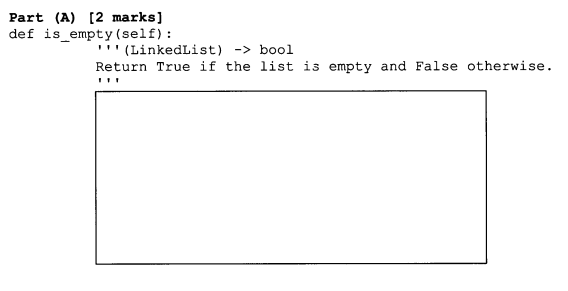 Part (A) [2 marks]
def is_empty(self):
'''(LinkedList) -> bool
Return True if the list is empty and False otherwise.
'''